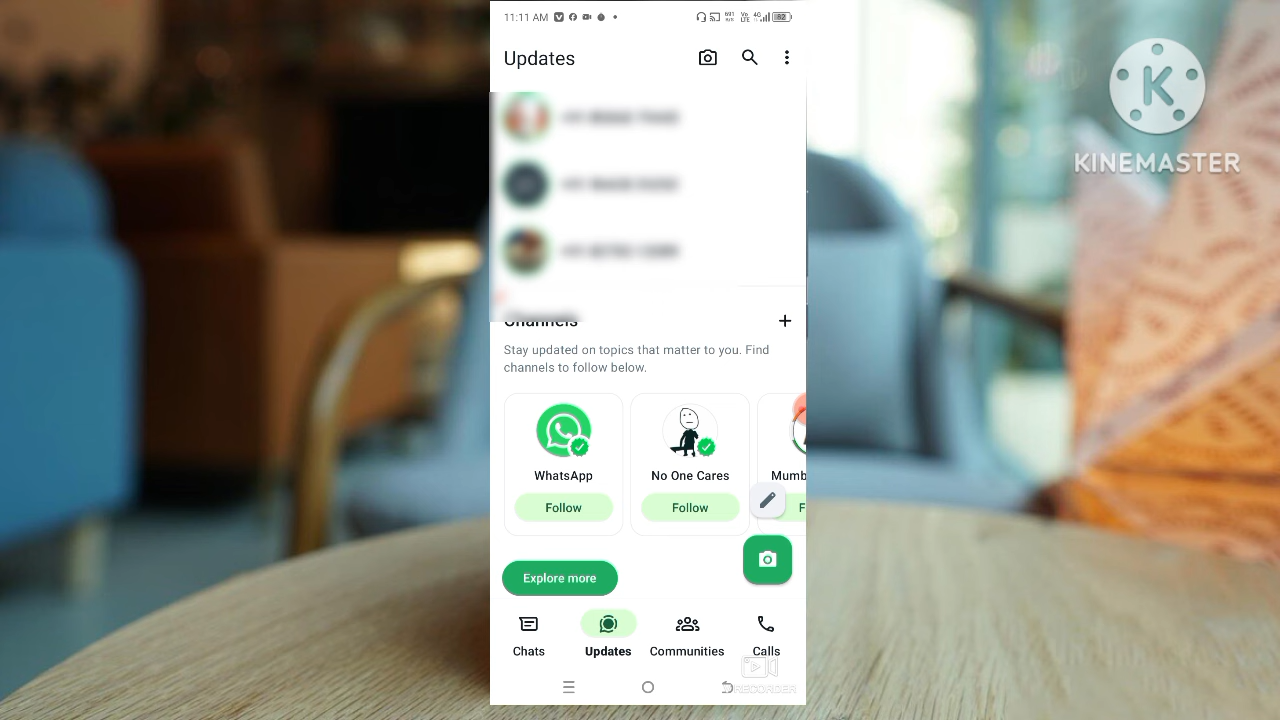 11:11 AM
Updates
KINEMASTER
Channels
Stay updated on topics that matter to you. Find
channels to follow below.
WhatsApp
No One Cares
Mumb
Follow
Follow
F
Explore more
Chats
Updates
Communities
Calls
RECORDER